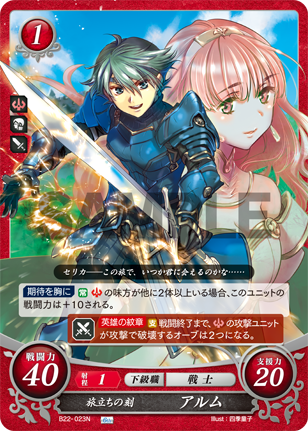 1
SAMPLE
セリカ――この旅で、いつか君に会えるのかな……
期待を胸に 常 の味方が他に2体以上いる場合、このユニットの
戦闘力は+10される。
英雄の紋章 支 戦闘終了まで、の攻撃ユニット
が攻撃で破壊するオーブは2つになる。
戦闘力
40
射程 1 下級職 戦士
旅立ちの刻 アルム
支援力
20
B22-023N
Illust:四季童子